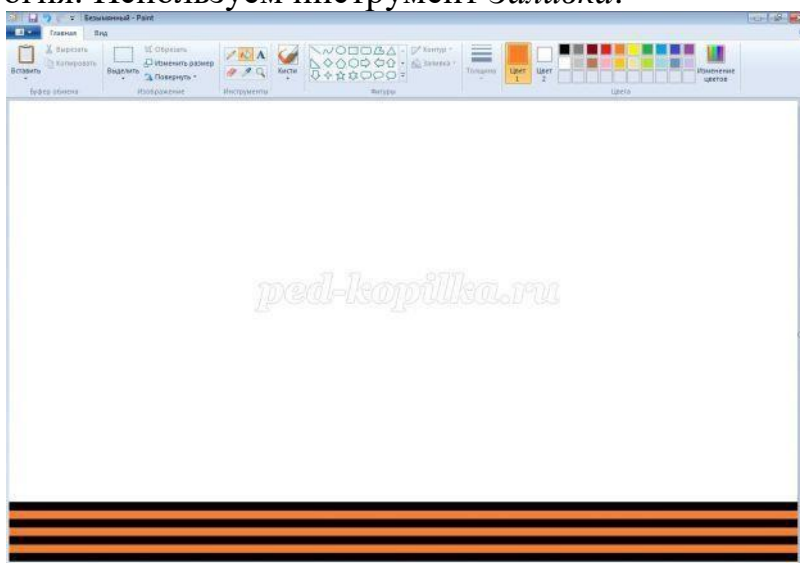 огня. Используем инструмент Заливка.
Безымянный - Paint
Главная Вид
Вставить
Вырезать
Копировать
Буфер обмена
Выделить
Обрезать
Изменить размер
Повернуть
Изображение
Инструменты
Кисти
Контур
Заливка
Фигуры
Толщина
Цвет 1
Цвет 2
Изменение цветов
Цвета
ped-kopilka.ru